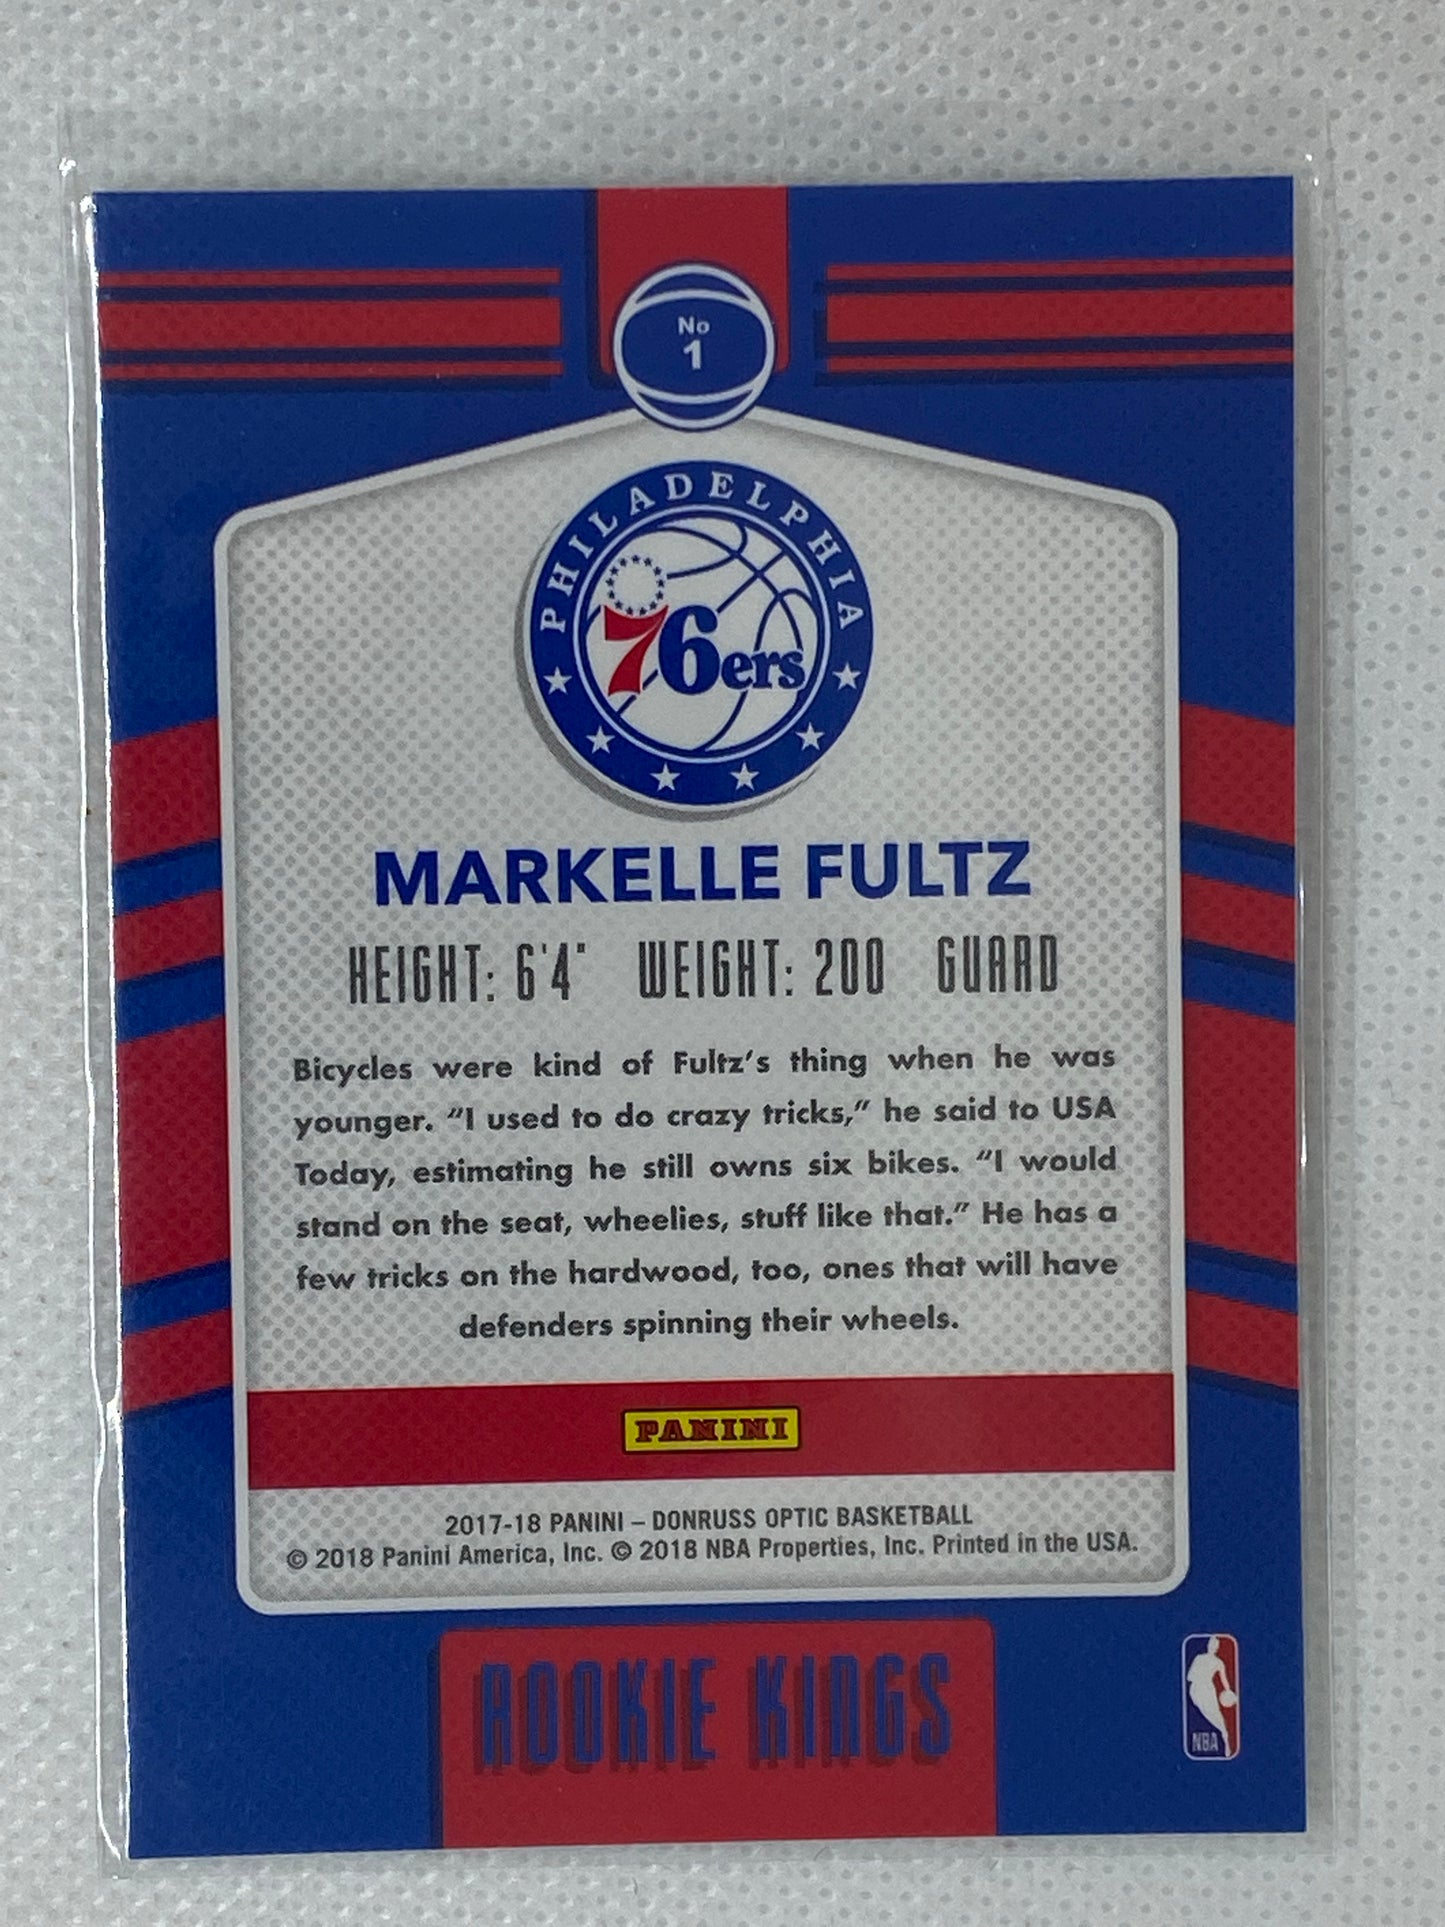 No
1
PHILADELPHIA
76ers
MARKELLE FULTZ
HEIGHT: 6'4" WEIGHT: 200 GUARD
Bicycles were kind of Fultz's thing when he was
younger. "I used to do crazy tricks," he said to USA
Today, estimating he still owns six bikes. "I would
stand on the seat, wheelies, stuff like that." He has a
few tricks on the hardwood, too, ones that will have
defenders spinning their wheels.
PANINI
2017-18 PANINI – DONRUSS OPTIC BASKETBALL
© 2018 Panini America, Inc. © 2018 NBA Properties, Inc. Printed in the USA.
ROOKIE KINGS
NBA